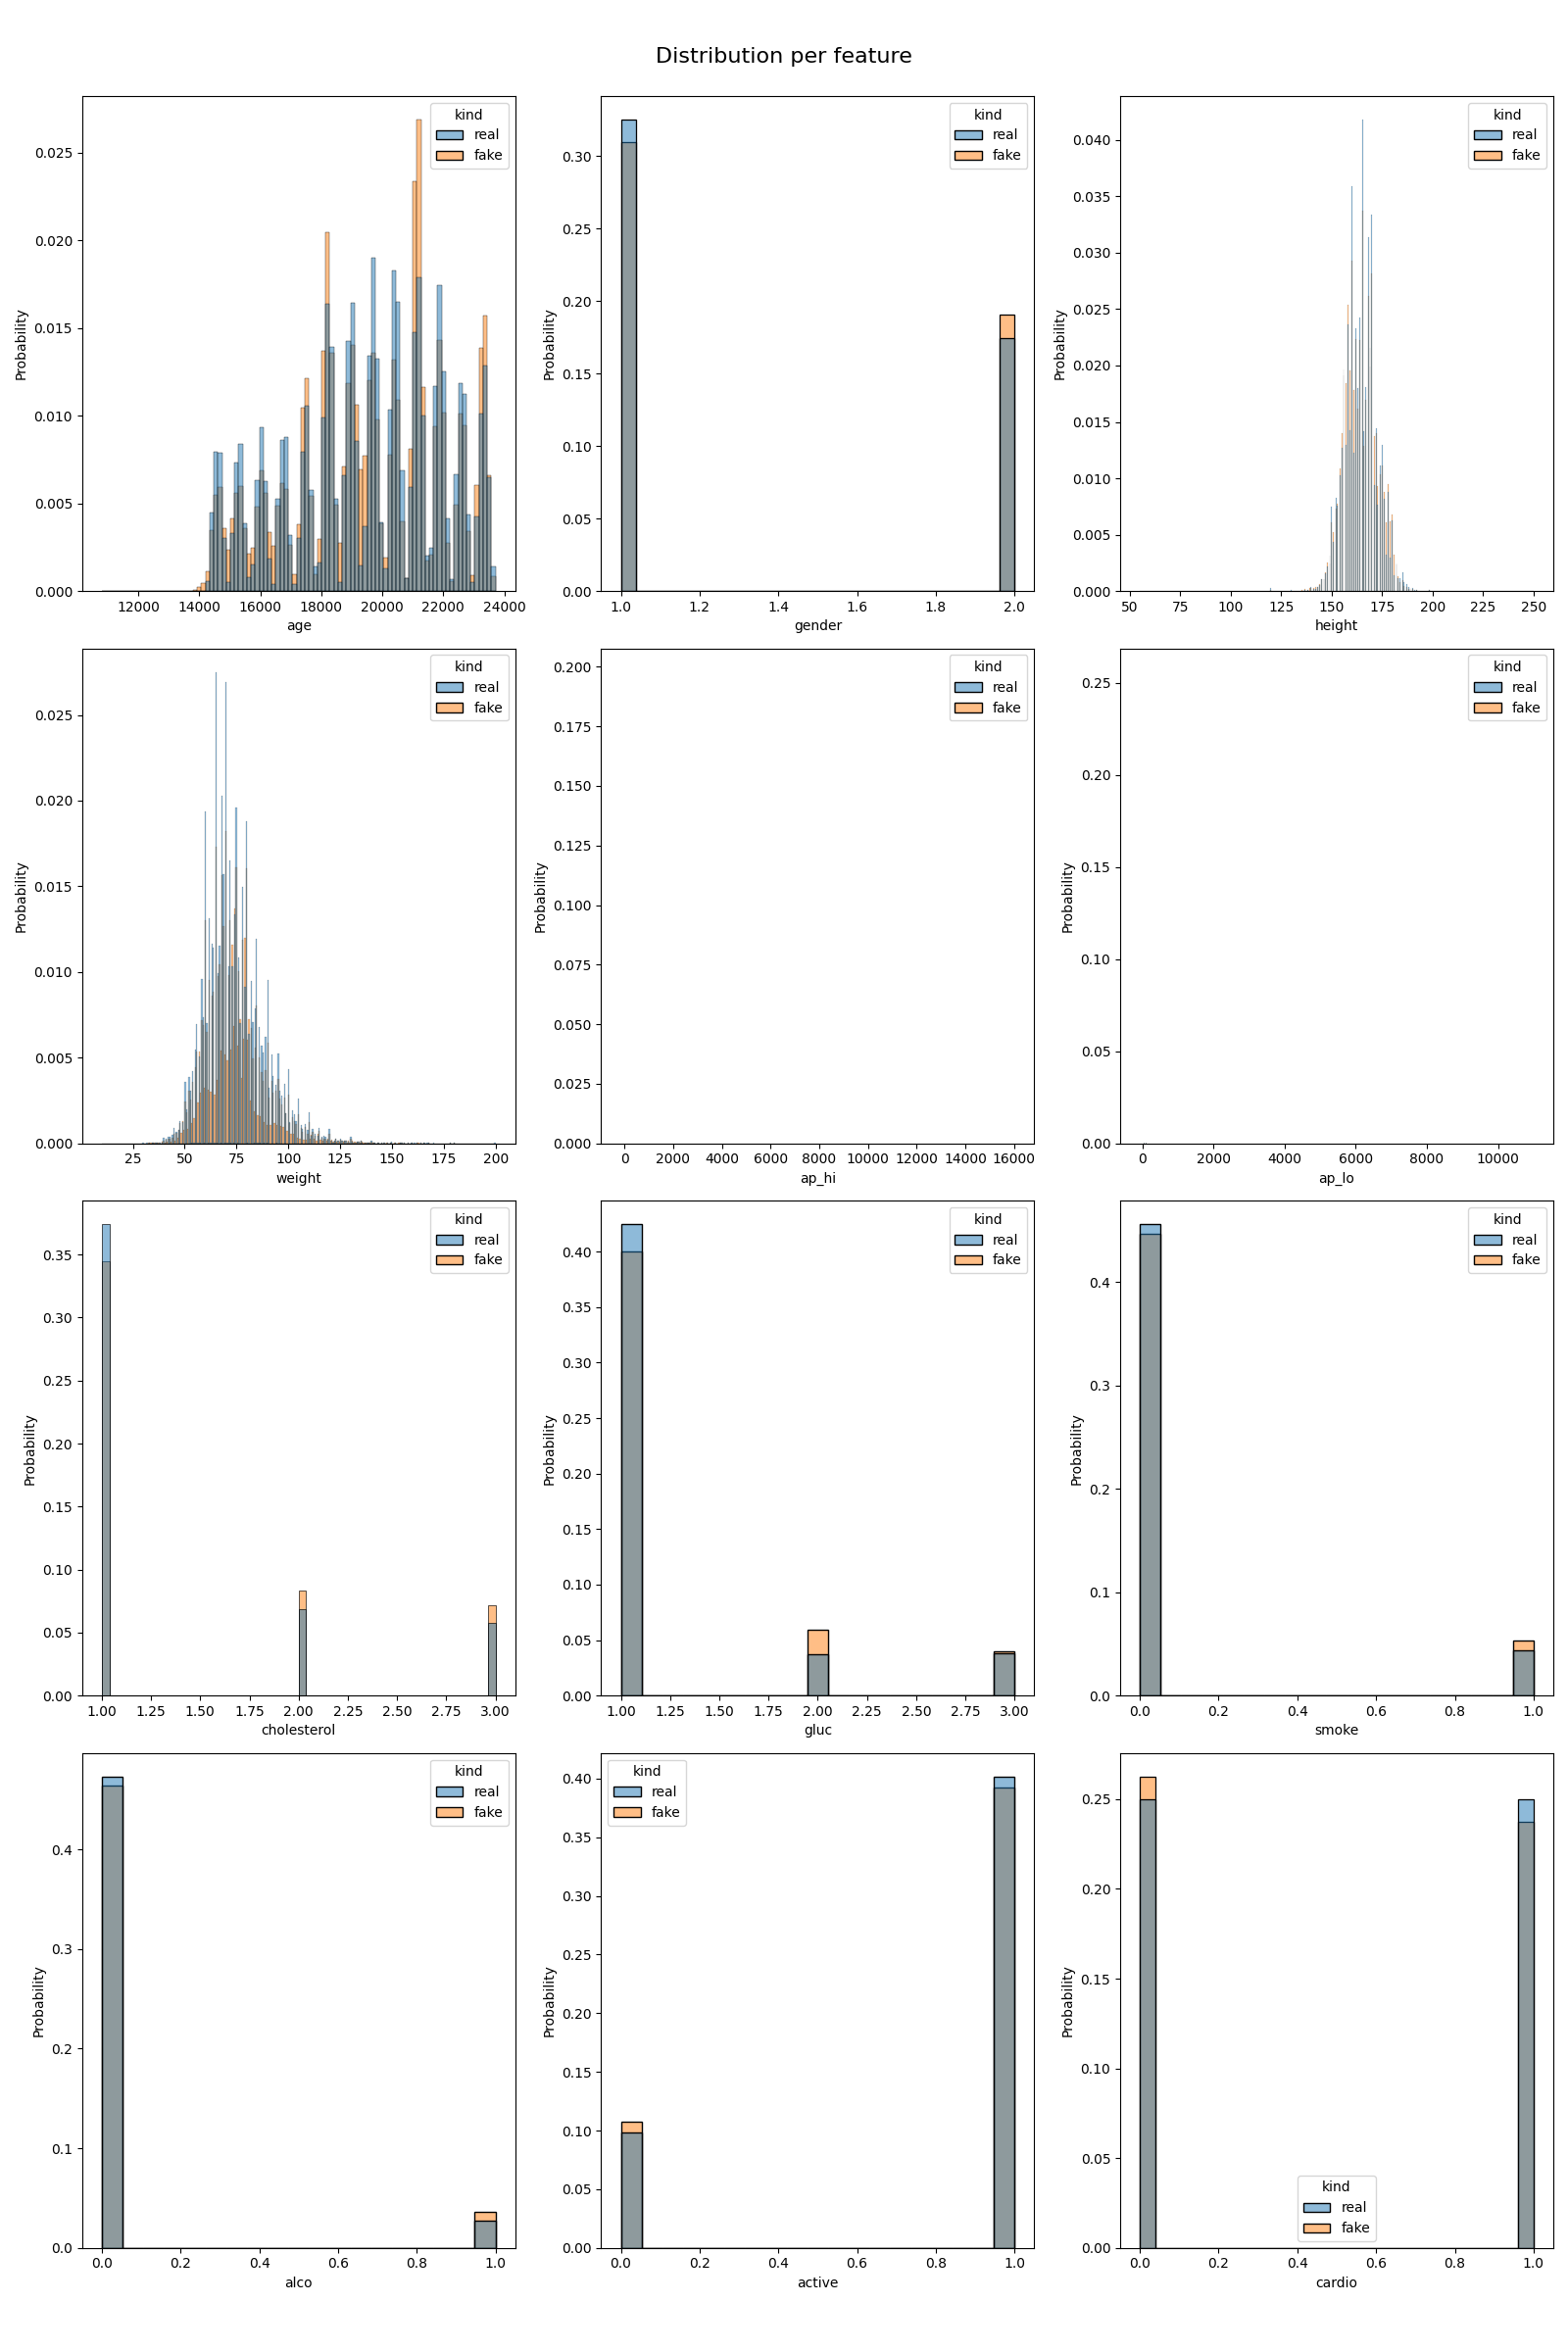 Distribution per feature
kind
real
fake
Probability
0.025
0.020
0.015
0.010
0.005
0.000
12000 14000 16000 18000 20000 22000 24000
age
kind
real
fake
Probability
0.30
0.25
0.20
0.15
0.10
0.05
0.00
1.0 1.2 1.4 1.6 1.8 2.0
gender
kind
real
fake
Probability
0.040
0.035
0.030
0.025
0.020
0.015
0.010
0.005
0.000
50 75 100 125 150 175 200 225 250
height
kind
real
fake
Probability
0.025
0.020
0.015
0.010
0.005
0.000
25 50 75 100 125 150 175 200
weight
kind
real
fake
Probability
0.200
0.175
0.150
0.125
0.100
0.075
0.050
0.025
0.000
0 2000 4000 6000 8000 10000 12000 14000 16000
ap_hi
kind
real
fake
Probability
0.25
0.20
0.15
0.10
0.05
0.00
0 2000 4000 6000 8000 10000
ap_lo
kind
real
fake
Probability
0.35
0.30
0.25
0.20
0.15
0.10
0.05
0.00
1.00 1.25 1.50 1.75 2.00 2.25 2.50 2.75 3.00
cholesterol
kind
real
fake
Probability
0.40
0.35
0.30
0.25
0.20
0.15
0.10
0.05
0.00
1.00 1.25 1.50 1.75 2.00 2.25 2.50 2.75 3.00
gluc
kind
real
fake
Probability
0.4
0.3
0.2
0.1
0.0
0.0 0.2 0.4 0.6 0.8 1.0
smoke
kind
real
fake
Probability
0.4
0.3
0.2
0.1
0.0
0.0 0.2 0.4 0.6 0.8 1.0
alco
kind
real
fake
Probability
0.40
0.35
0.30
0.25
0.20
0.15
0.10
0.05
0.00
0.0 0.2 0.4 0.6 0.8 1.0
active
kind
real
fake
Probability
0.25
0.20
0.15
0.10
0.05
0.00
0.0 0.2 0.4 0.6 0.8 1.0
cardio